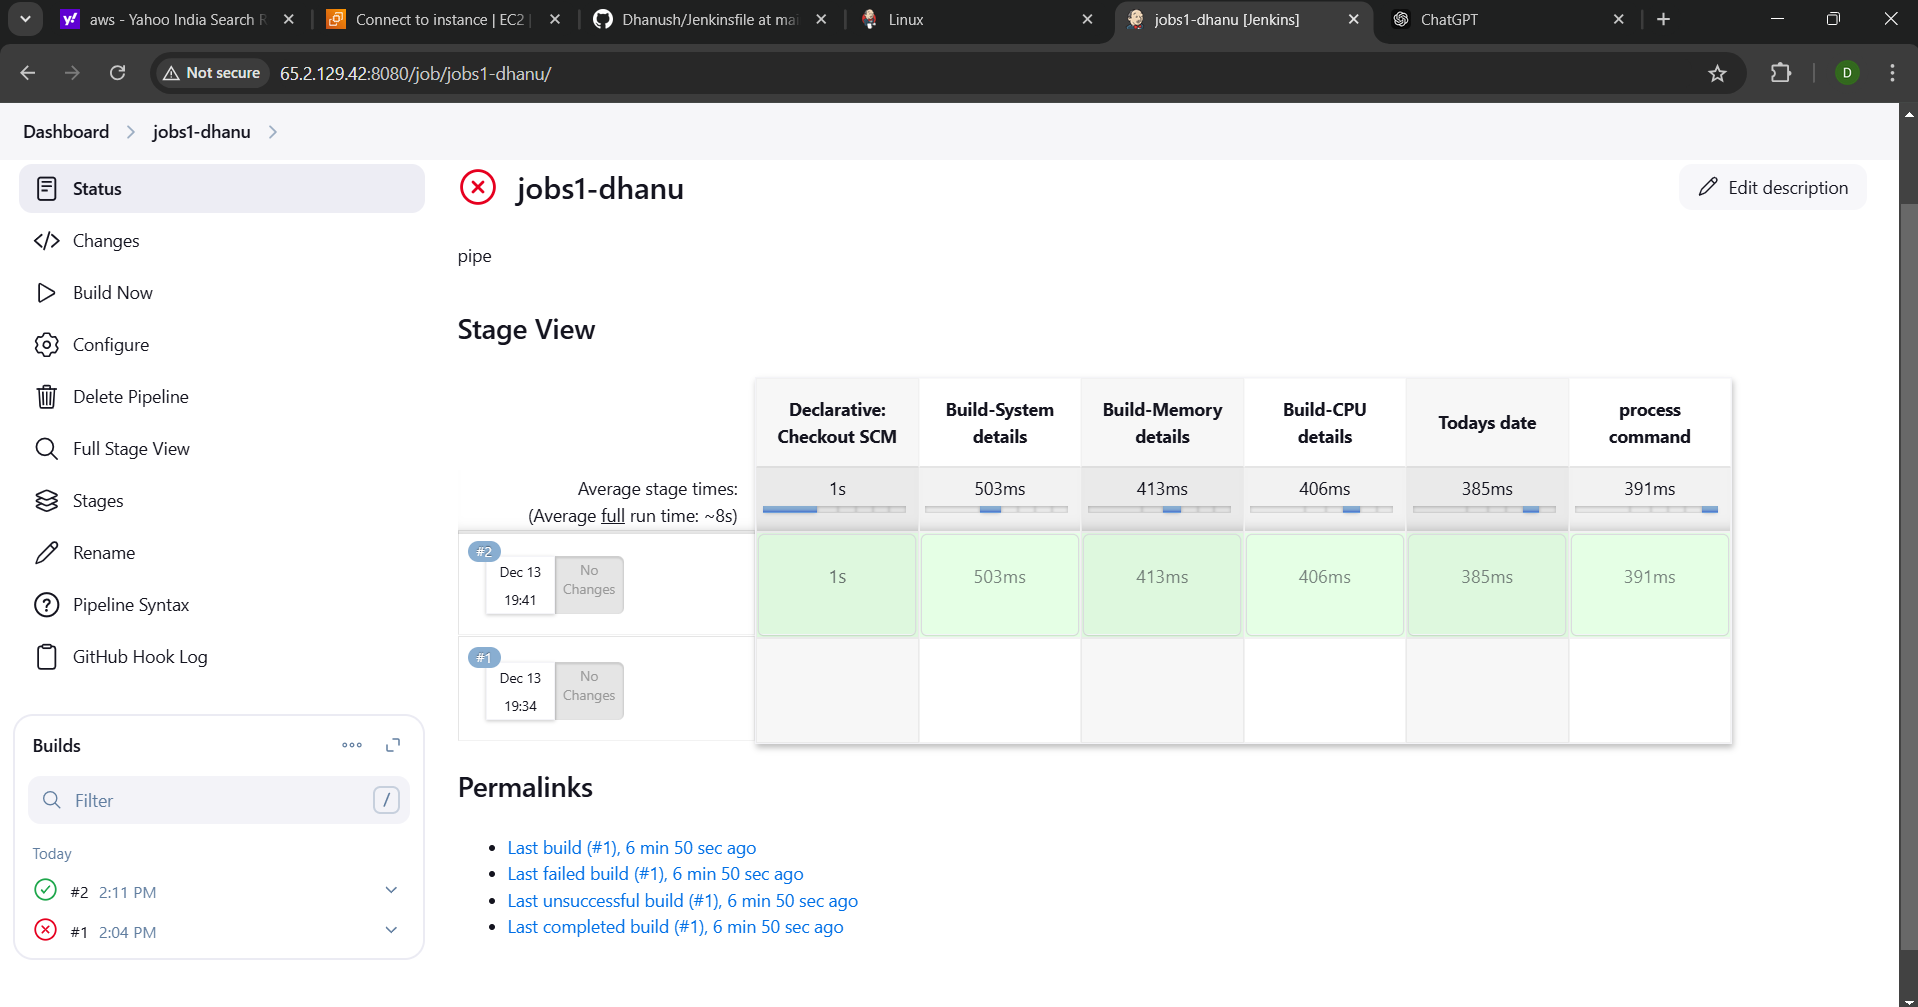 aws - Yahoo India Search R
Connect to instance | EC2 |
Dhanush/Jenkinsfile at mai
Linux
jobs1-dhanu [Jenkins]
ChatGPT
Not secure
65.2.129.42:8080/job/jobs1-dhanu/
D
Dashboard
jobs1-dhanu
Status
Changes
Build Now
Configure
Delete Pipeline
Full Stage View
Stages
Rename
Pipeline Syntax
GitHub Hook Log
Builds
Filter
/
Today
#2 2:11 PM
#1 2:04 PM
jobs1-dhanu
Edit description
pipe
Stage View
Declarative:
Checkout SCM
Build-System
details
Build-Memory
details
Build-CPU
details
Todays date
process
command
Average stage times:
(Average full run time: ~8s)
1s
503ms
413ms
406ms
385ms
391ms
#2
Dec 13
19:41
No
Changes
1s
503ms
413ms
406ms
385ms
391ms
#1
Dec 13
19:34
No
Changes
Permalinks
Last build (#1), 6 min 50 sec ago
Last failed build (#1), 6 min 50 sec ago
Last unsuccessful build (#1), 6 min 50 sec ago
Last completed build (#1), 6 min 50 sec ago